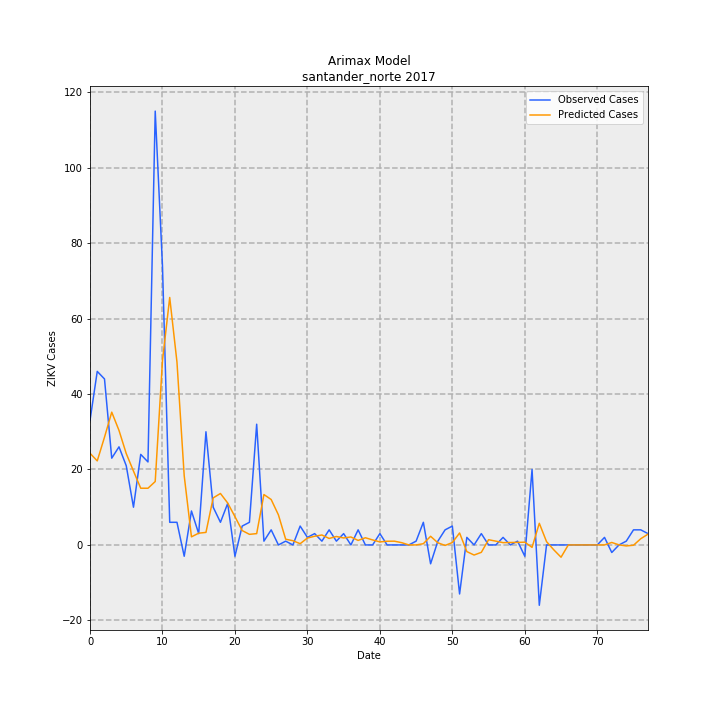 Arimax Model
santander_norte 2017
Observed Cases
Predicted Cases
ZIKV Cases
120
100
80
60
40
20
0
−20
0 10 20 30 40 50 60 70
Date